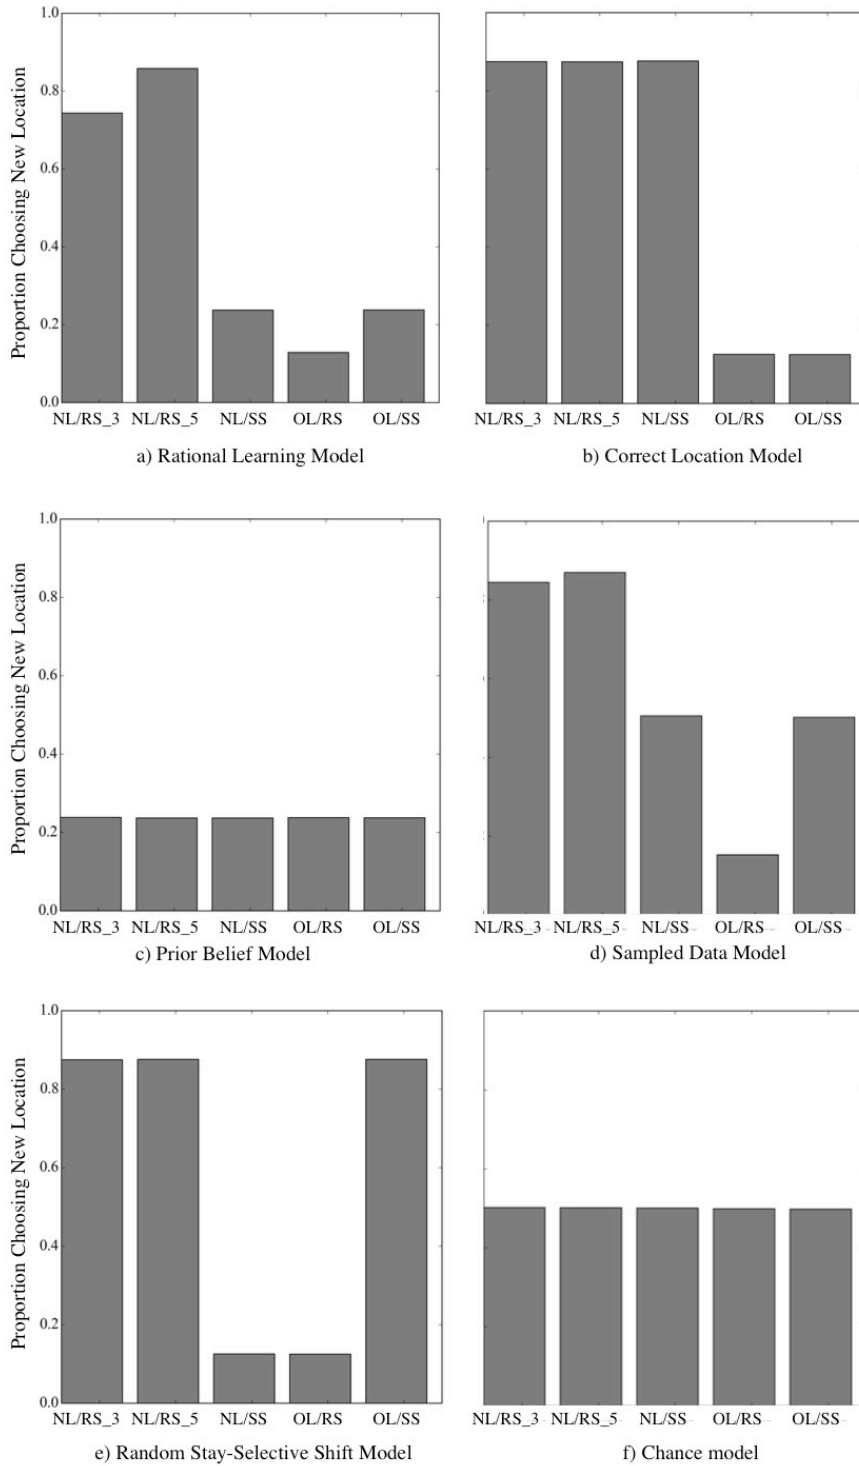 1.0
0.8
0.6
0.4
0.2
0.0
Proportion Choosing New Location
NL/RS_3 NL/RS_5 NL/SS OL/RS OL/SS
a) Rational Learning Model
NL/RS_3 NL/RS_5 NL/SS OL/RS OL/SS
b) Correct Location Model
1.0
0.8
0.6
0.4
0.2
0.0
Proportion Choosing New Location
NL/RS_3 NL/RS_5 NL/SS OL/RS OL/SS
c) Prior Belief Model
NL/RS_3 NL/RS_5 NL/SS OL/RS OL/SS
d) Sampled Data Model
1.0
0.8
0.6
0.4
0.2
0.0
Proportion Choosing New Location
NL/RS_3 NL/RS_5 NL/SS OL/RS OL/SS
e) Random Stay-Selective Shift Model
NL/RS_3 NL/RS_5 NL/SS OL/RS OL/SS
f) Chance model